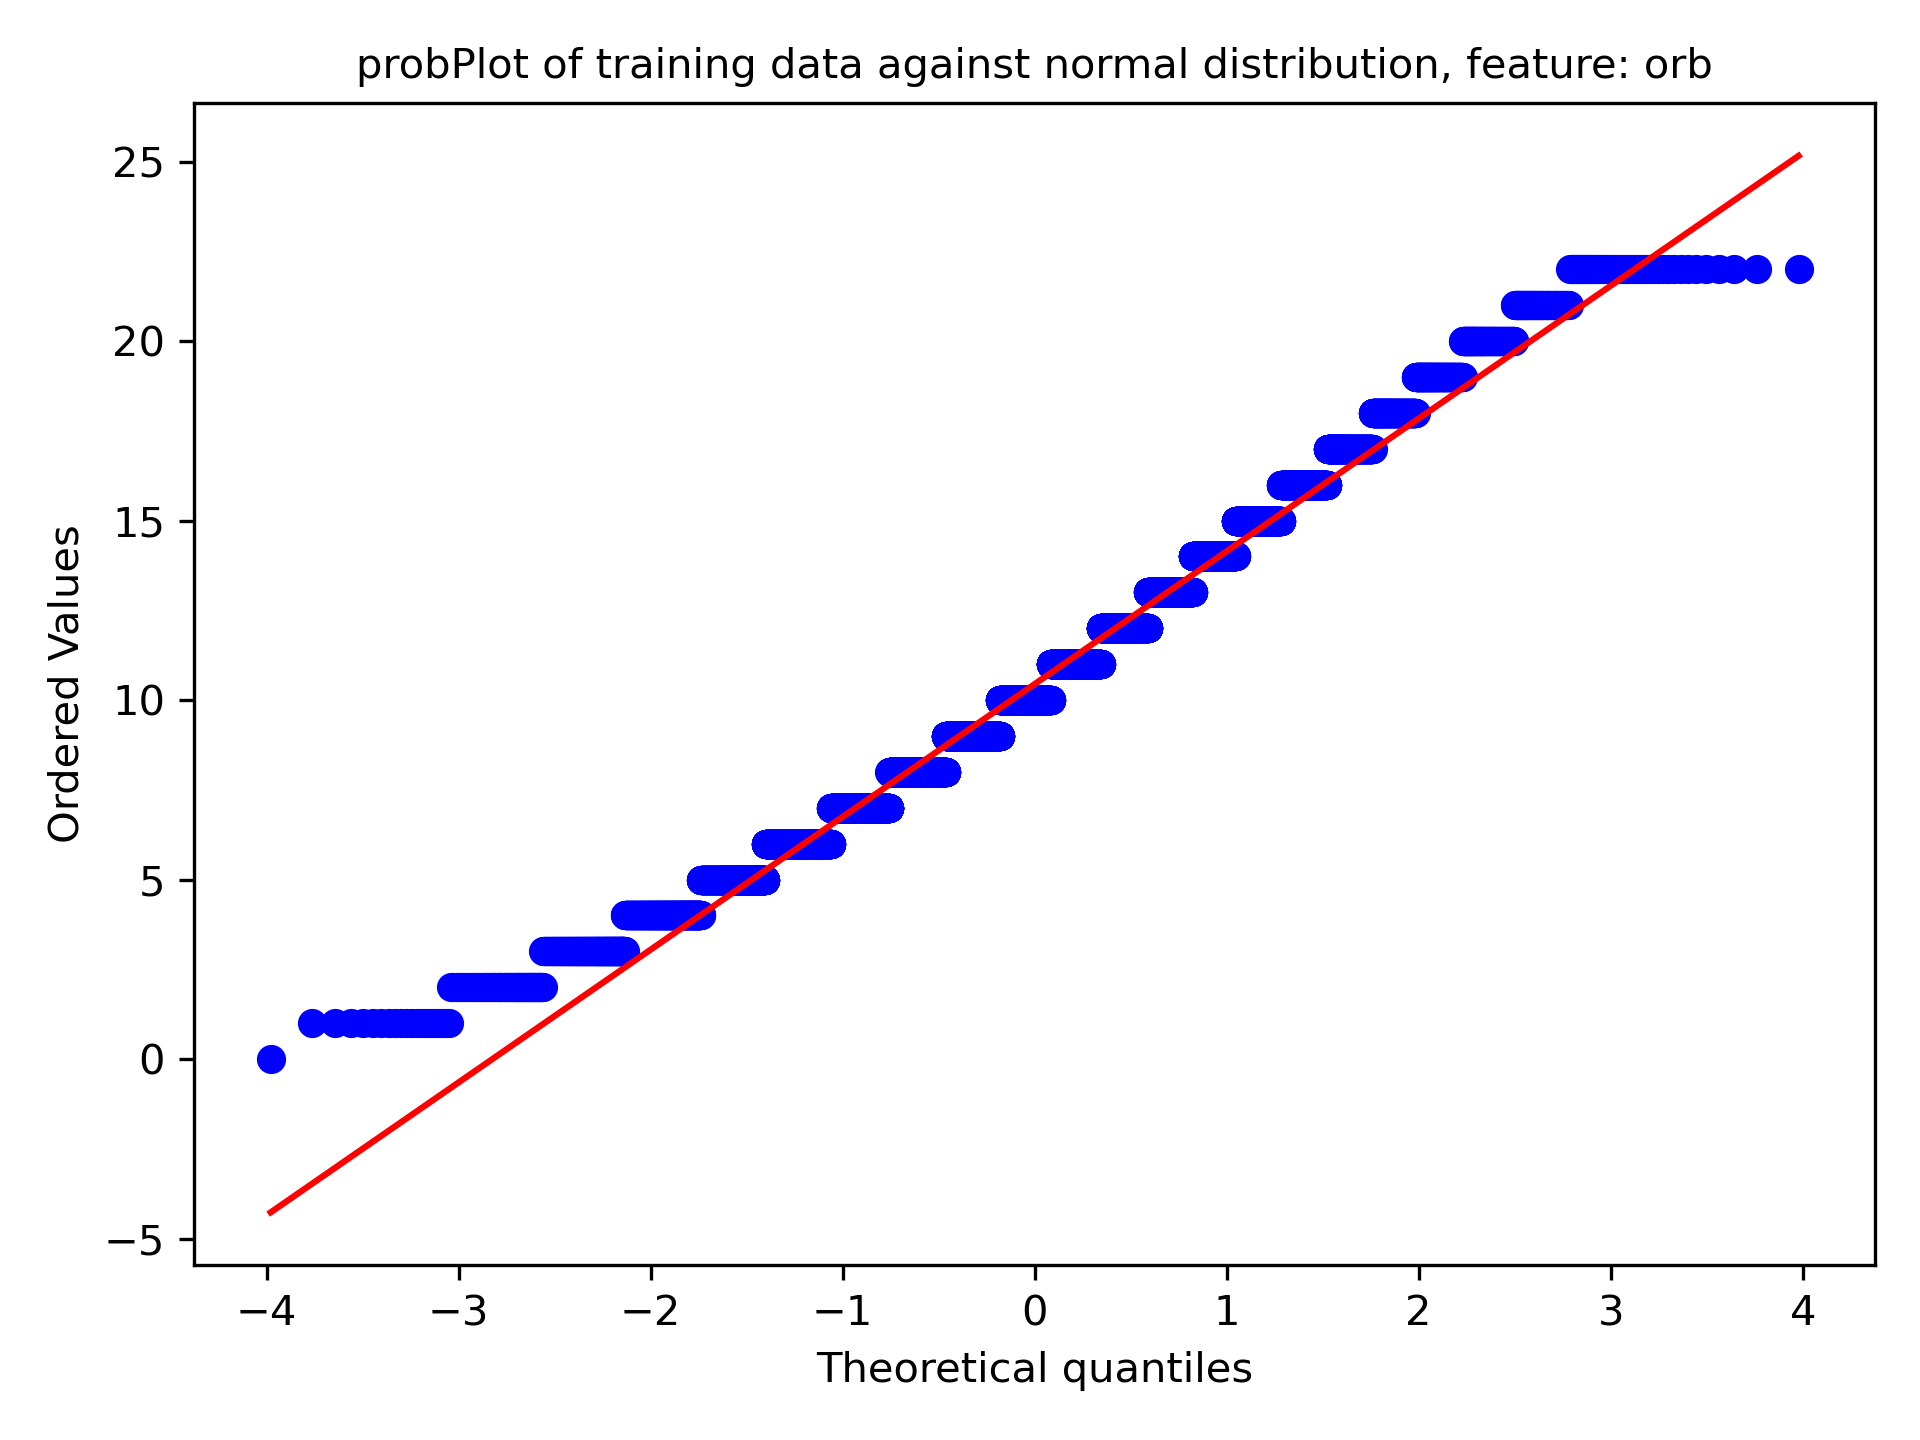 probPlot of training data against normal distribution, feature: orb
25
20
15
10
5
0
−5
Ordered Values
−4 −3 −2 −1 0 1 2 3 4
Theoretical quantiles